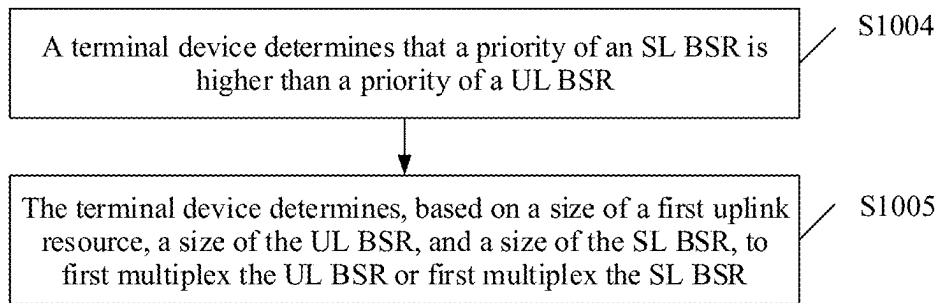 A terminal device determines that a priority of an SL BSR is
higher than a priority of a UL BSR
S1004
The terminal device determines, based on a size of a first uplink
resource, a size of the UL BSR, and a size of the SL BSR, to
first multiplex the UL BSR or first multiplex the SL BSR
S1005